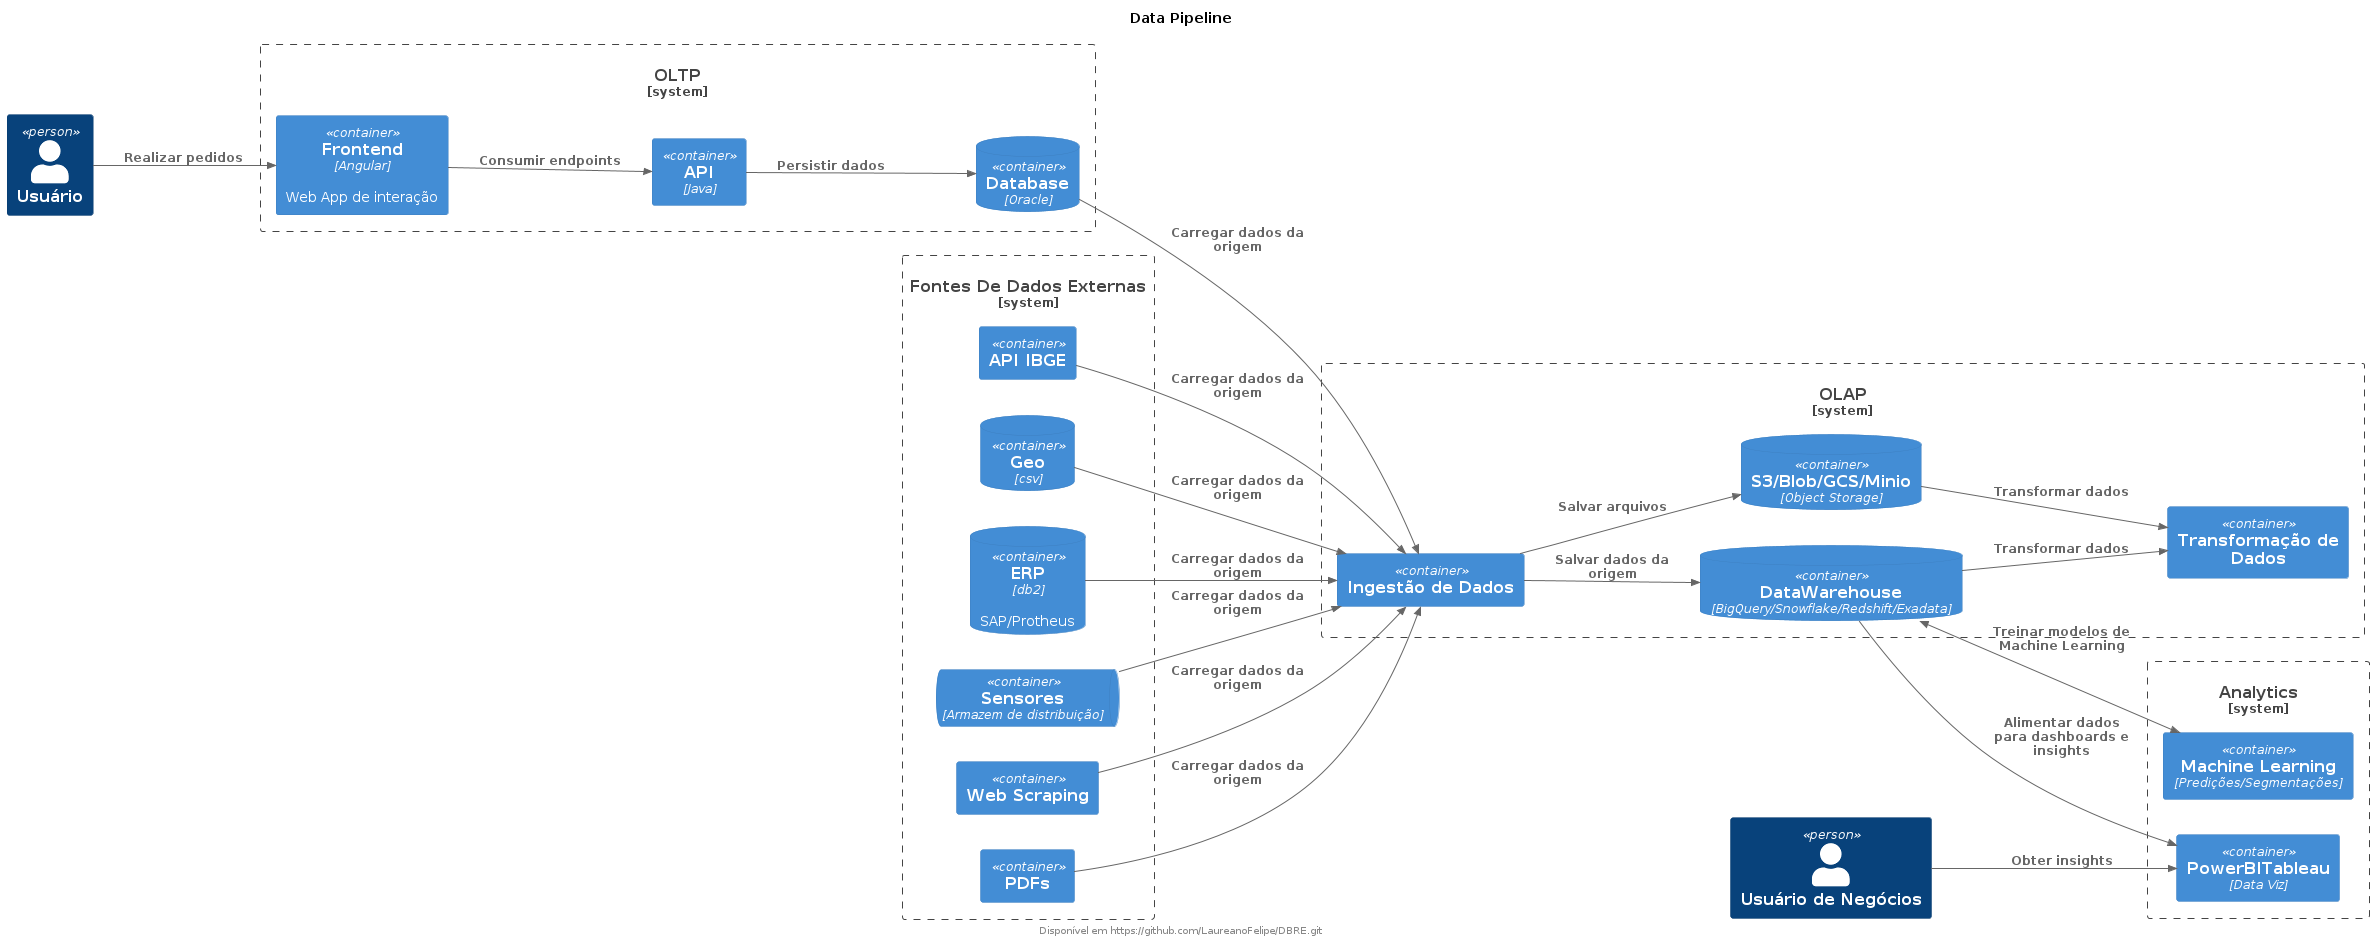 Data Pipeline
OLTP
[system]
«person»
Usuário
Realizar pedidos
«container»
Frontend
[Angular]
Web App de interação
Consumir endpoints
«container»
API
[Java]
Persistir dados
«container»
Database
[Oracle]
Carregar dados da
origem
Fontes De Dados Externas
[system]
«container»
API IBGE
Carregar dados da
origem
«container»
Geo
[csv]
Carregar dados da
origem
«container»
ERP
[db2]
SAP/Protheus
Carregar dados da
origem
«container»
Sensores
[Armazem de distribuição]
Carregar dados da
origem
«container»
Web Scraping
Carregar dados da
origem
«container»
PDFs
Carregar dados da
origem
OLAP
[system]
«container»
Ingestão de Dados
Salvar arquivos
Salvar dados da
origem
«container»
S3/Blob/GCS/Minio
[Object Storage]
Transformar dados
«container»
DataWarehouse
[BigQuery/Snowflake/Redshift/Exadata]
Transformar dados
«container»
Transformação de
Dados
Treinar modelos de
Machine Learning
Alimentar dados
para dashboards e
insights
Analytics
[system]
«container»
Machine Learning
[Predições/Segmentações]
«person»
Usuário de Negócios
Obter insights
«container»
PowerBITableau
[Data Viz]
Disponível em https://github.com/LaureanoFelipe/DBRE.git